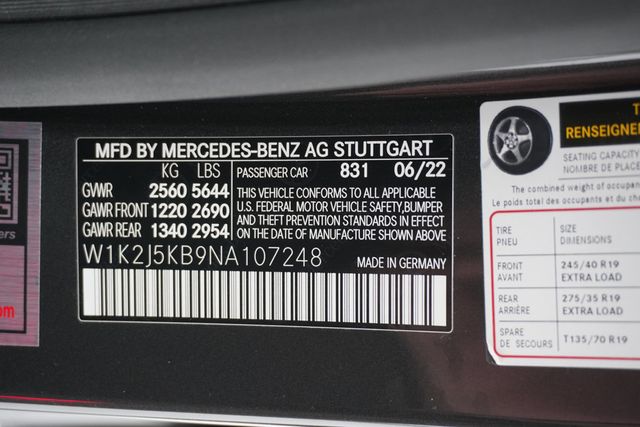 MFD BY MERCEDES-BENZ AG STUTTGART
KG LBS PASSENGER CAR 831 06/22
GVWR 2560 5644
GAWR FRONT 1220 2690
GAWR REAR 1340 2954
THIS VEHICLE CONFORMS TO ALL APPLICABLE
U.S. FEDERAL MOTOR VEHICLE SAFETY,BUMPER
AND THEFT PREVENTION STANDARDS IN EFFECT
ON THE DATE OF MANUFACTURE SHOWN ABOVE
W1K2J5KB9NA107248 MADE IN GERMANY
RENSEIGNE
SEATING CAPACITY
NOMBRE DE PLACE
The combined weight of occupa
Le poids total des occupants et du ch
TIRE SIZE
PNEU DIMENSIONS
FRONT 245/40 R19
AVANT EXTRA LOAD
REAR 275/35 R19
ARRIÈRE EXTRA LOAD
SPARE T135/70 R19
DE SECOURS
ers
om